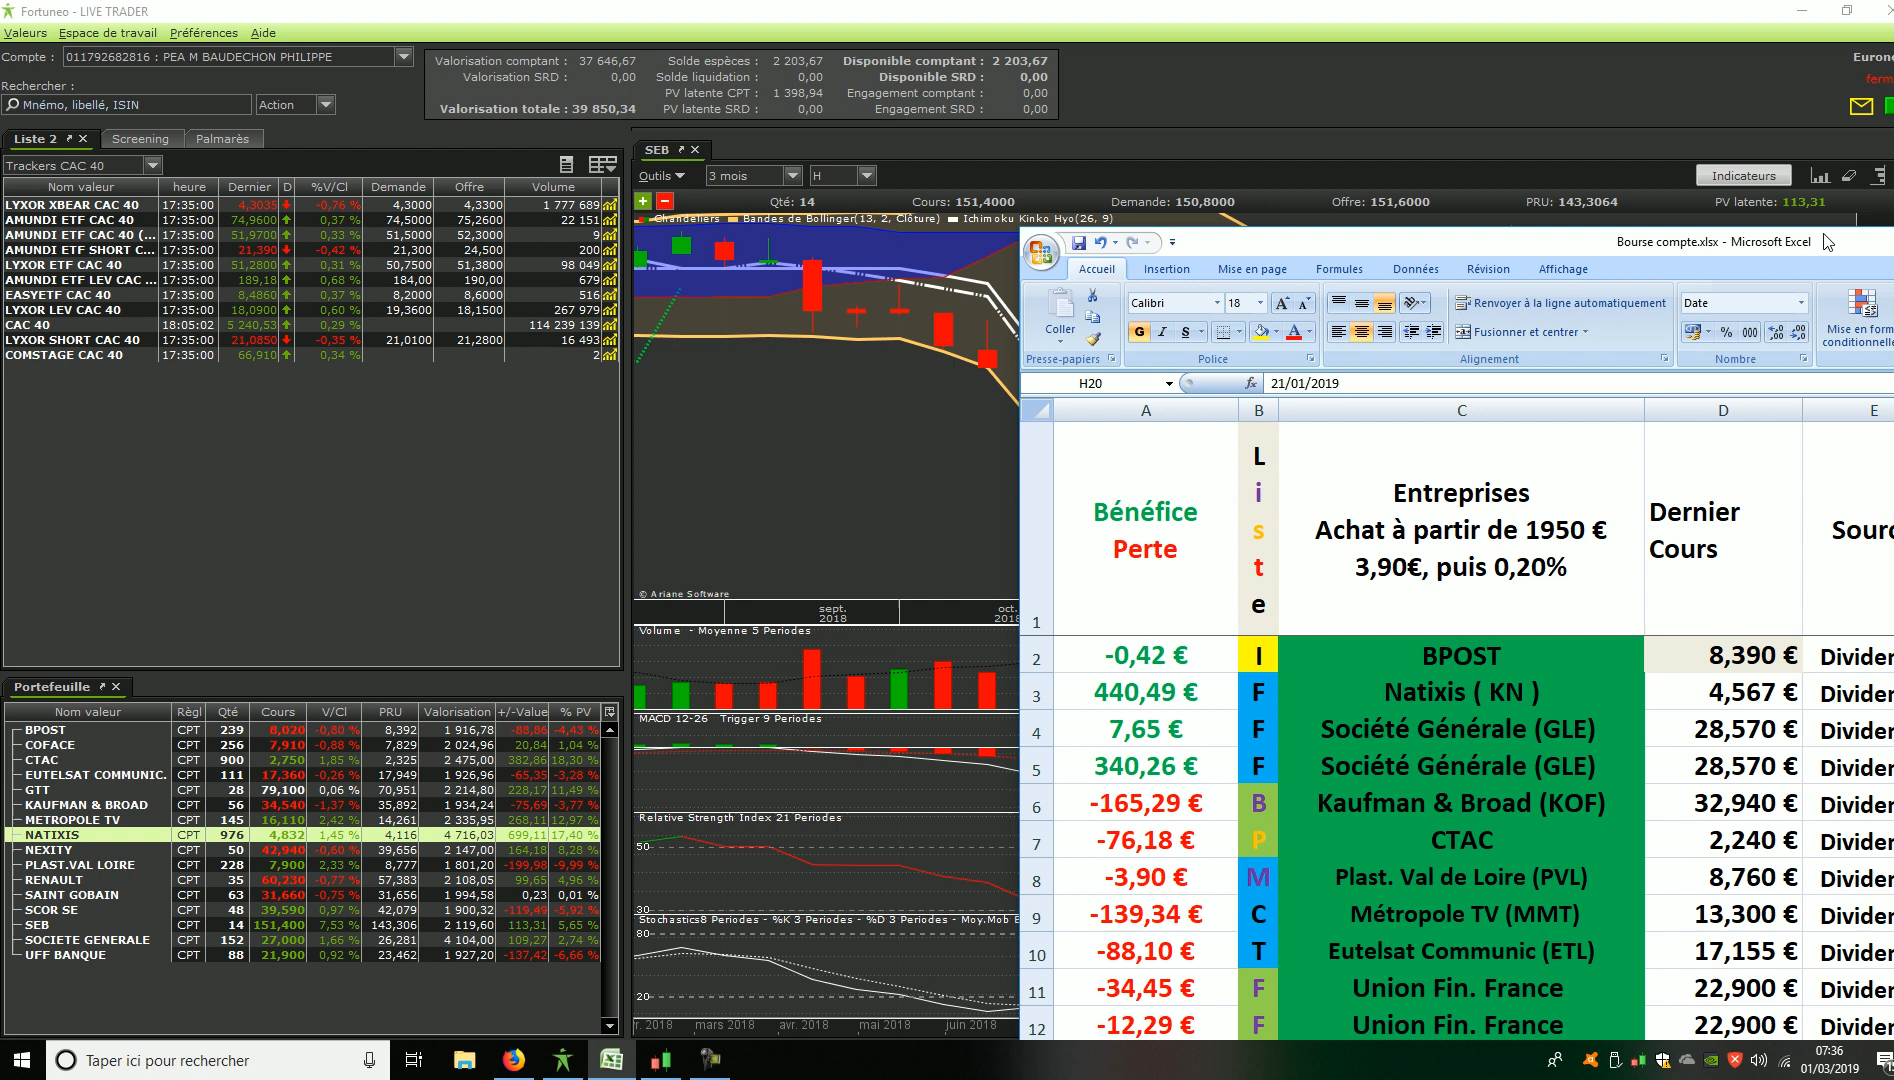 Fortuneo - LIVE TRADER
Valeurs Espace de travail Préférences Aide
Compte : 011792682816 : PEA M BAUDECHON PHILIPPE
Rechercher :
Mnémo, libellé, ISIN Action
Valorisation comptant : 37 646,67 Solde espèces : 2 203,67 Disponible comptant : 2 203,67
Valorisation SRD : 0,00 Solde liquidation : 0,00 Disponible SRD : 0,00
PV latente CPT : 1 398,94 Engagement comptant : 0,00
Valorisation totale : 39 850,34 PV latente SRD : 0,00 Engagement SRD : 0,00
Liste 2 Screening Palmarès
Trackers CAC 40
Nom valeur heure Dernier D %V/Cl Demande Offre Volume
LYXOR XBEAR CAC 40 17:35:00 4,3035 -0,76 % 4,3000 4,3300 1 777 689
AMUNDI ETF CAC 40 17:35:00 74,9600 0,37 % 74,5000 75,2600 22 151
AMUNDI ETF CAC 40 (... 17:35:00 51,9700 0,33 % 51,5000 52,3000 9
AMUNDI ETF SHORT C... 17:35:00 21,390 -0,42 % 21,300 24,500 200
LYXOR ETF CAC 40 17:35:00 51,2800 0,31 % 50,7500 51,3800 98 049
AMUNDI ETF LEV CAC ... 17:35:00 189,18 0,68 % 184,00 190,00 679
EASYETF CAC 40 17:35:00 8,4860 0,37 % 8,2000 8,6000 516
LYXOR LEV CAC 40 17:35:00 18,0900 0,60 % 19,3600 18,1500 267 979
CAC 40 18:05:02 5 240,53 0,29 % 114 239 139
LYXOR SHORT CAC 40 17:35:00 21,0850 -0,35 % 21,0100 21,2800 16 493
COMSTAGE CAC 40 17:35:00 66,910 0,34 % 2
Portefeuille
Nom valeur Règl Qté Cours V/Cl PRU Valorisation +/-Value % PV
BPOST CPT 239 8,020 -0,80 % 8,392 1 916,78 -88,86 -4,43 %
COFACE CPT 256 7,910 -0,88 % 7,829 2 024,96 20,84 1,04 %
CTAC CPT 900 2,750 1,85 % 2,325 2 475,00 382,86 18,30 %
EUTELSAT COMMUNIC. CPT 111 17,360 -0,26 % 17,949 1 926,96 -65,35 -3,28 %
GTT CPT 28 79,100 0,06 % 70,951 2 214,80 228,17 11,49 %
KAUFMAN & BROAD CPT 56 34,540 -1,37 % 35,892 1 934,24 -75,69 -3,77 %
METROPOLE TV CPT 145 16,110 2,42 % 14,261 2 335,95 268,11 12,97 %
NATIXIS CPT 976 4,832 1,45 % 4,116 4 716,03 699,11 17,40 %
NEXITY CPT 50 42,940 -0,60 % 39,656 2 147,00 164,18 8,28 %
PLAST.VAL LOIRE CPT 228 7,900 2,33 % 8,777 1 801,20 -199,98 -9,99 %
RENAULT CPT 35 60,230 -0,77 % 57,383 2 108,05 99,65 4,96 %
SAINT GOBAIN CPT 63 31,660 -0,75 % 31,656 1 994,58 0,23 0,01 %
SCOR SE CPT 48 39,590 0,97 % 42,079 1 900,32 -119,49 -5,92 %
SEB CPT 14 151,400 7,53 % 143,306 2 119,60 113,31 5,65 %
SOCIETE GENERALE CPT 152 27,000 1,66 % 26,281 4 104,00 109,27 2,74 %
UFF BANQUE CPT 88 21,900 0,92 % 23,462 1 927,20 -137,42 -6,66 %
SEB
Outils 3 mois H Indicateurs
Qté: 14 Cours: 151,4000 Demande: 150,8000 Offre: 151,6000 PRU: 143,3064 PV latente: 113,31
Chandeliers Bandes de Bollinger(13, 2, Clôture) Ichimoku Kinko Hyo(26, 9)
© Ariane Software
sept. 2018
oct.
Volume - Moyenne 5 Periodes
MACD 12-26 Trigger 9 Periodes
Relative Strength Index 21 Periodes
50
30
Stochastics8 Periodes - %K 3 Periodes - %D 3 Periodes - Moy.Mob
80
20
r. 2018 mars 2018 avr. 2018 mai 2018 juin 2018
Bourse compte.xlsx - Microsoft Excel
Accueil Insertion Mise en page Formules Données Révision Affichage
Coller
Calibri 18
G I S
Renvoyer à la ligne automatiquement
Fusionner et centrer
Date
% 000
Mise en form
conditionnelle
Presse-papiers Police Alignement Nombre
H20 fx 21/01/2019
A B C D E
1 Bénéfice Perte
L i s t e
Entreprises
Achat à partir de 1950 €
3,90€, puis 0,20%
Dernier Cours
Sourc
2 -0,42 € I BPOST 8,390 € Divider
3 440,49 € F Natixis ( KN ) 4,567 € Divider
4 7,65 € F Société Générale (GLE) 28,570 € Divider
5 340,26 € F Société Générale (GLE) 28,570 € Divider
6 -165,29 € B Kaufman & Broad (KOF) 32,940 € Divider
7 -76,18 € P CTAC 2,240 € Divider
8 -3,90 € M Plast. Val de Loire (PVL) 8,760 € Divider
9 -139,34 € C Métropole TV (MMT) 13,300 € Divider
10 -88,10 € T Eutelsat Communic (ETL) 17,155 € Divider
11 -34,45 € F Union Fin. France 22,900 € Divider
12 -12,29 € F Union Fin. France 22,900 € Divider
Taper ici pour rechercher
07:36
01/03/2019